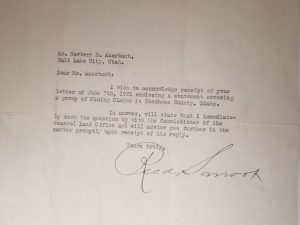 Mr. Herbert S. Auerbach,
Salt Lake City, Utah.
Dear Mr. Auerbach:
I wish to acknowledge receipt of your
letter of June 7th, 1921 enclosing a statement covering
a group of Mining Claims in Shoshone County, Idaho.
In answer, will state that I immediate-
ly took the question up with the Commissioner of the
General Land Office and will advise you further in the
matter promptly upon receipt of his reply.
Yours truly,
Reed Smoot